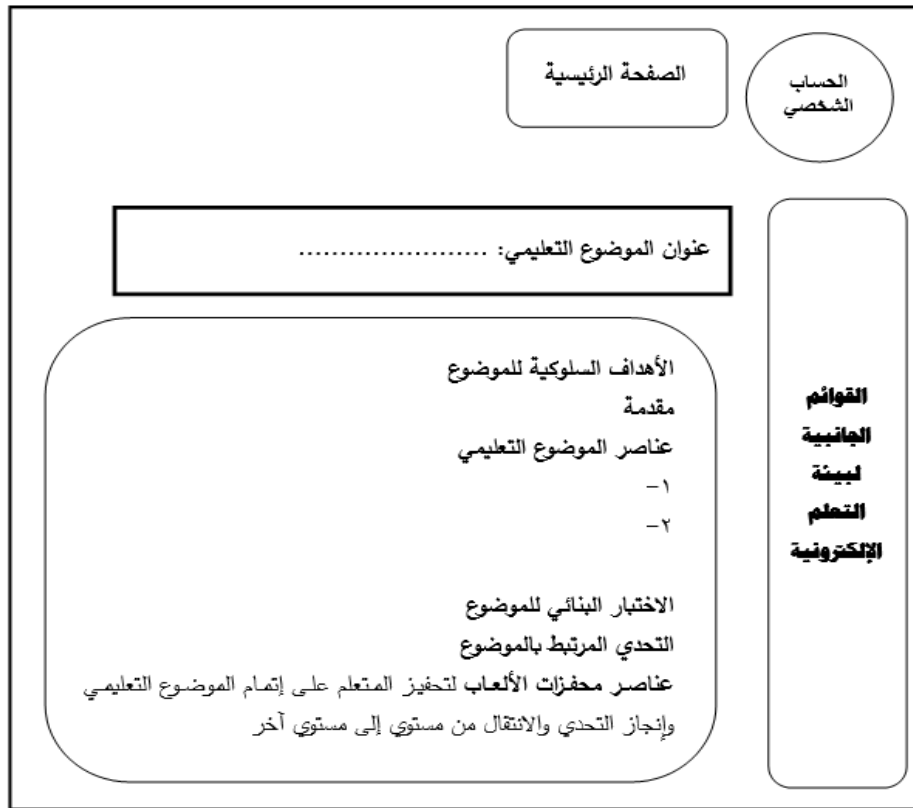 الحساب
الشخصي
الصفحة الرئيسية
القوائم
الجانبية
لبيئة
التعلم
الإلكترونية
عنوان الموضوع التعليمي: .......................
الأهداف السلوكية للموضوع
مقدمة
عناصر الموضوع التعليمي
١-
٢-
الاختبار البنائي للموضوع
التحدي المرتبط بالموضوع
عناصر محفزات الألعاب لتحفيز المتعلم على إتمام الموضوع التعليمي
وإنجاز التحدي والانتقال من مستوي إلى مستوي آخر